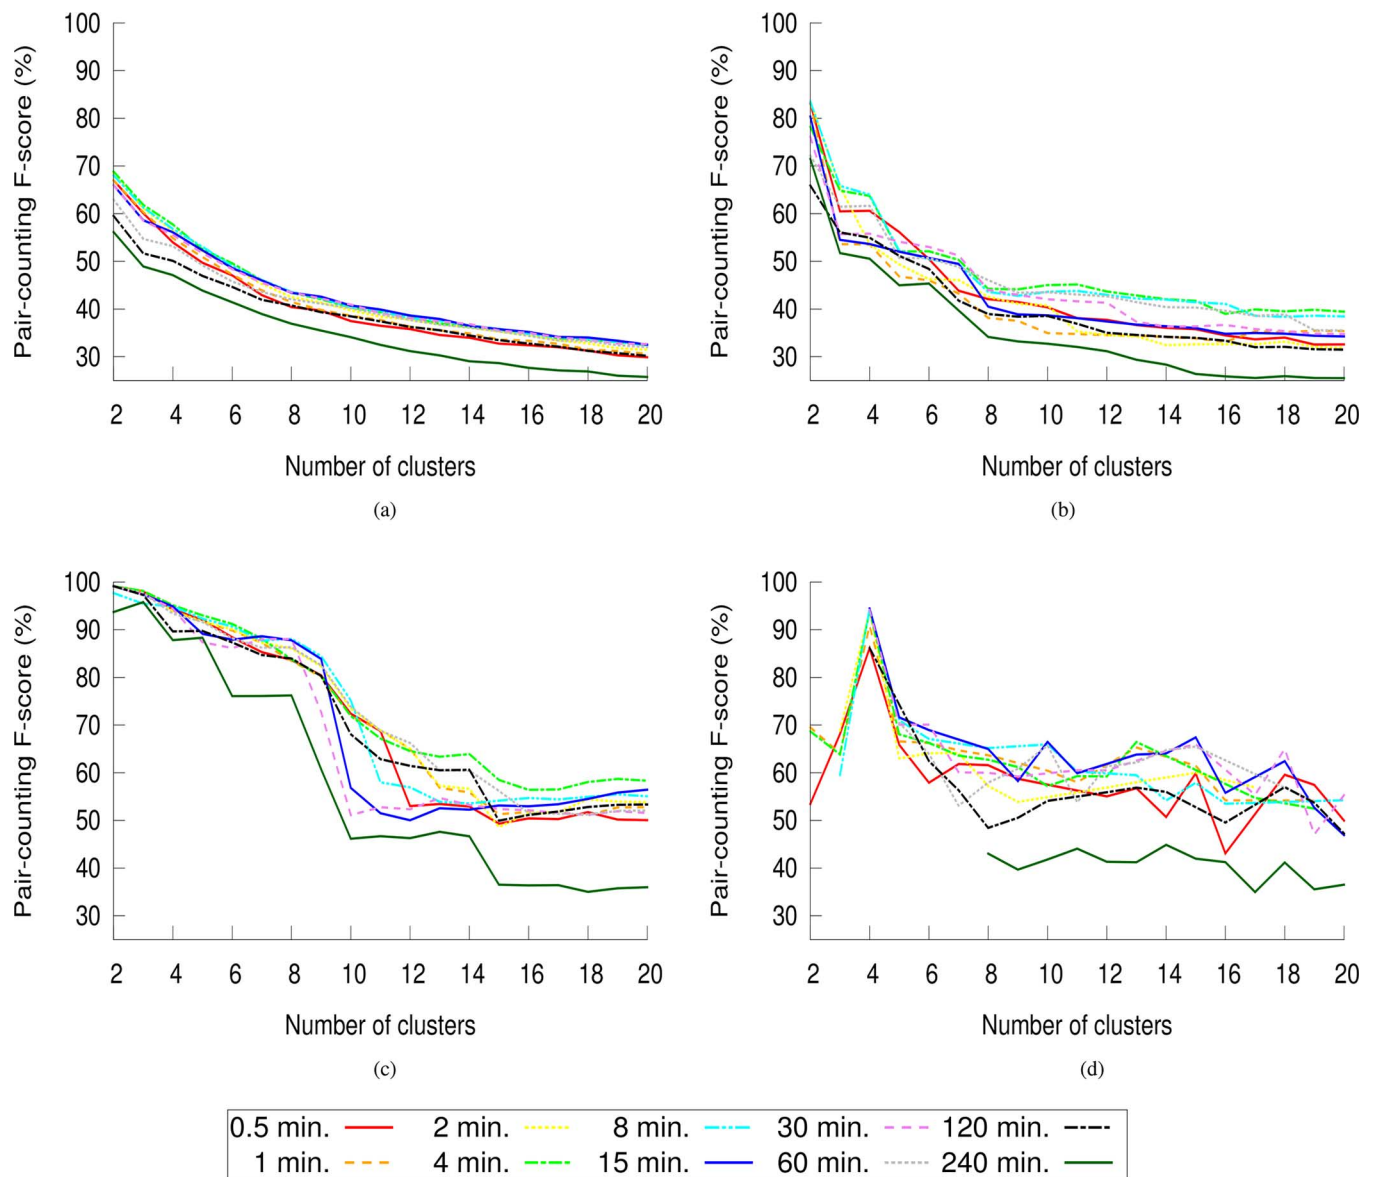 100 100
90 90
80 80
70 70
60 60
50 50
40 40
30 30
Pair-counting F-score (%) Pair-counting F-score (%)
2 4 6 8 10 12 14 16 18 20 2 4 6 8 10 12 14 16 18 20
Number of clusters Number of clusters
(a) (b)
100 100
90 90
80 80
70 70
60 60
50 50
40 40
30 30
Pair-counting F-score (%) Pair-counting F-score (%)
2 4 6 8 10 12 14 16 18 20 2 4 6 8 10 12 14 16 18 20
Number of clusters Number of clusters
(c) (d)
0.5 min. 2 min. 8 min. 30 min. 120 min.
1 min. 4 min. 15 min. 60 min. 240 min.